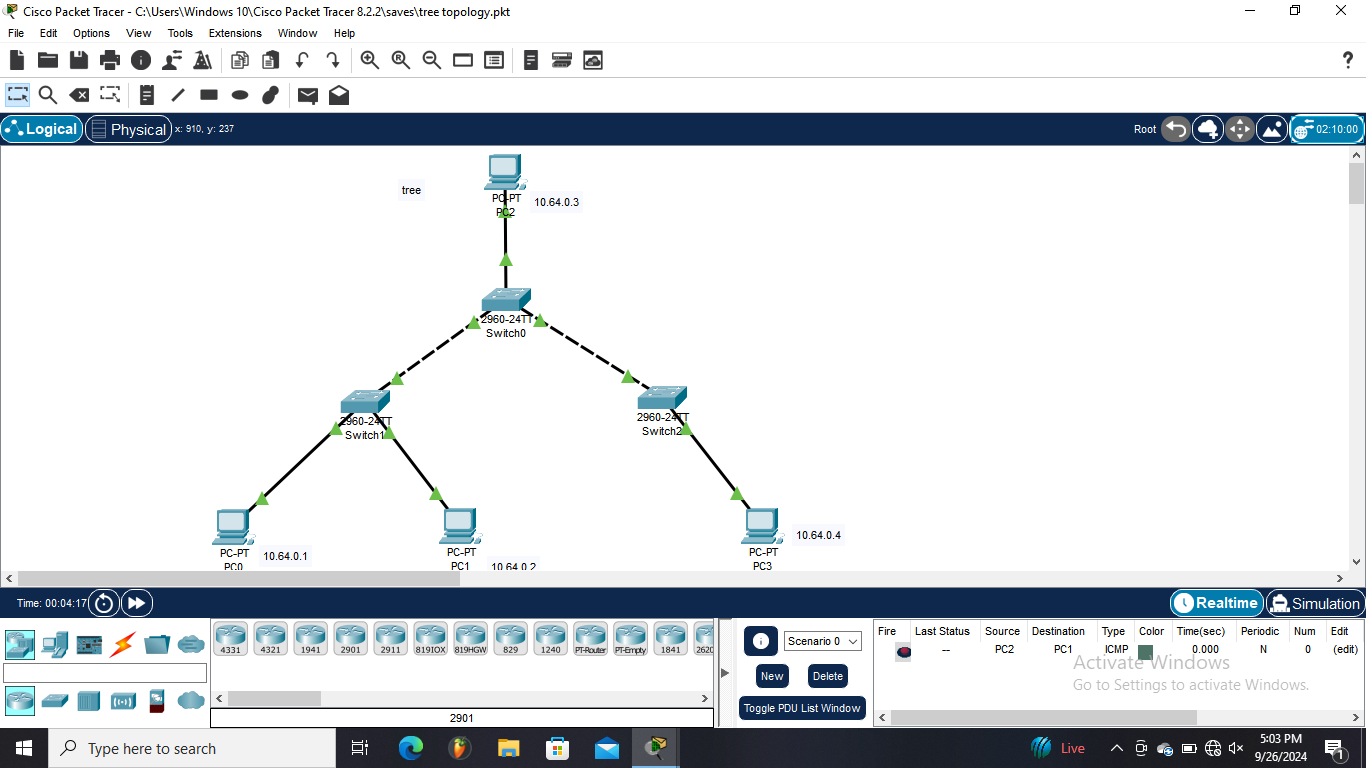 Cisco Packet Tracer - C:\Users\Windows 10\Cisco Packet Tracer 8.2.2\saves\tree topology.pkt
File Edit Options View Tools Extensions Window Help
Logical Physical x: 910, y: 237 Root 02:10:00
tree
PC-PT
PC2
10.64.0.3
2960-24TT
Switch0
2960-24TT
Switch1
2960-24TT
Switch2
PC-PT
PC0
10.64.0.1
PC-PT
PC1
10.64.0.2
PC-PT
PC3
10.64.0.4
Time: 00:04:17 Realtime Simulation
4331 4321 1941 2901 2911 819IOX 819HGW 829 1240 PT-Router PT-Empty 1841 2620
2901
Scenario 0
New Delete
Toggle PDU List Window
Fire Last Status Source Destination Type Color Time(sec) Periodic Num Edit
-- PC2 PC1 ICMP 0.000 N 0 (edit)
Activate Windows
Go to Settings to activate Windows.
Type here to search
Live
5:03 PM
9/26/2024
1